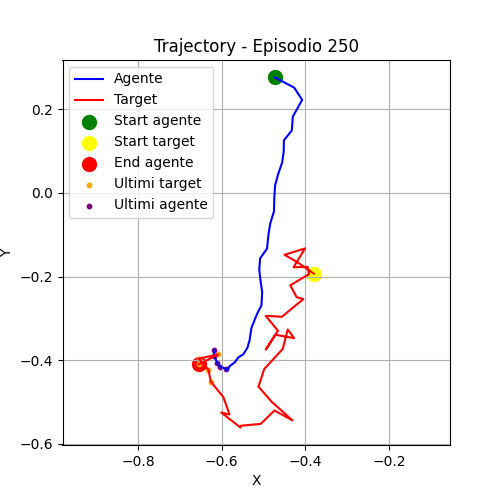 Trajectory - Episodio 250
Agente
Target
Start agente
Start target
End agente
Ultimi target
Ultimi agente
0.2
0.0
−0.2
−0.4
−0.6
Y
−0.8
−0.6
−0.4
−0.2
X